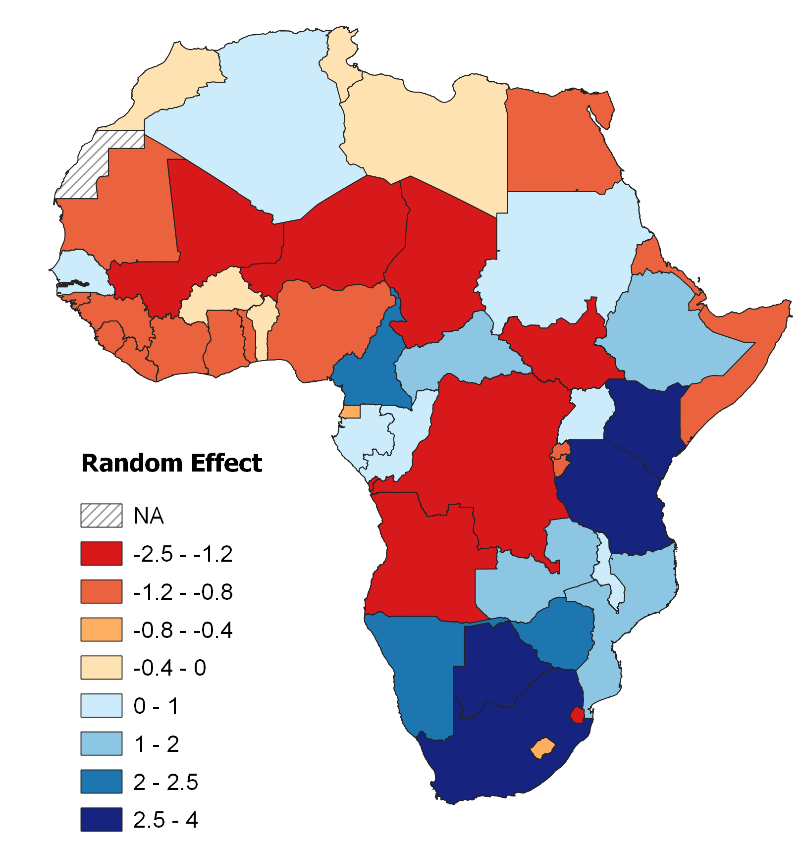 Random Effect
NA
-2.5 - -1.2
-1.2 - -0.8
-0.8 - -0.4
-0.4 - 0
0 - 1
1 - 2
2 - 2.5
2.5 - 4